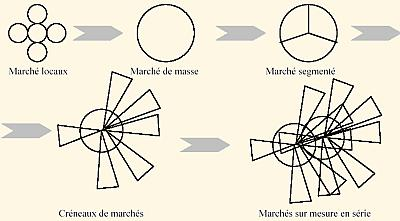 Marché locaux
Marché de masse
Marché segmenté
Créneaux de marchés
Marchés sur mesure en série